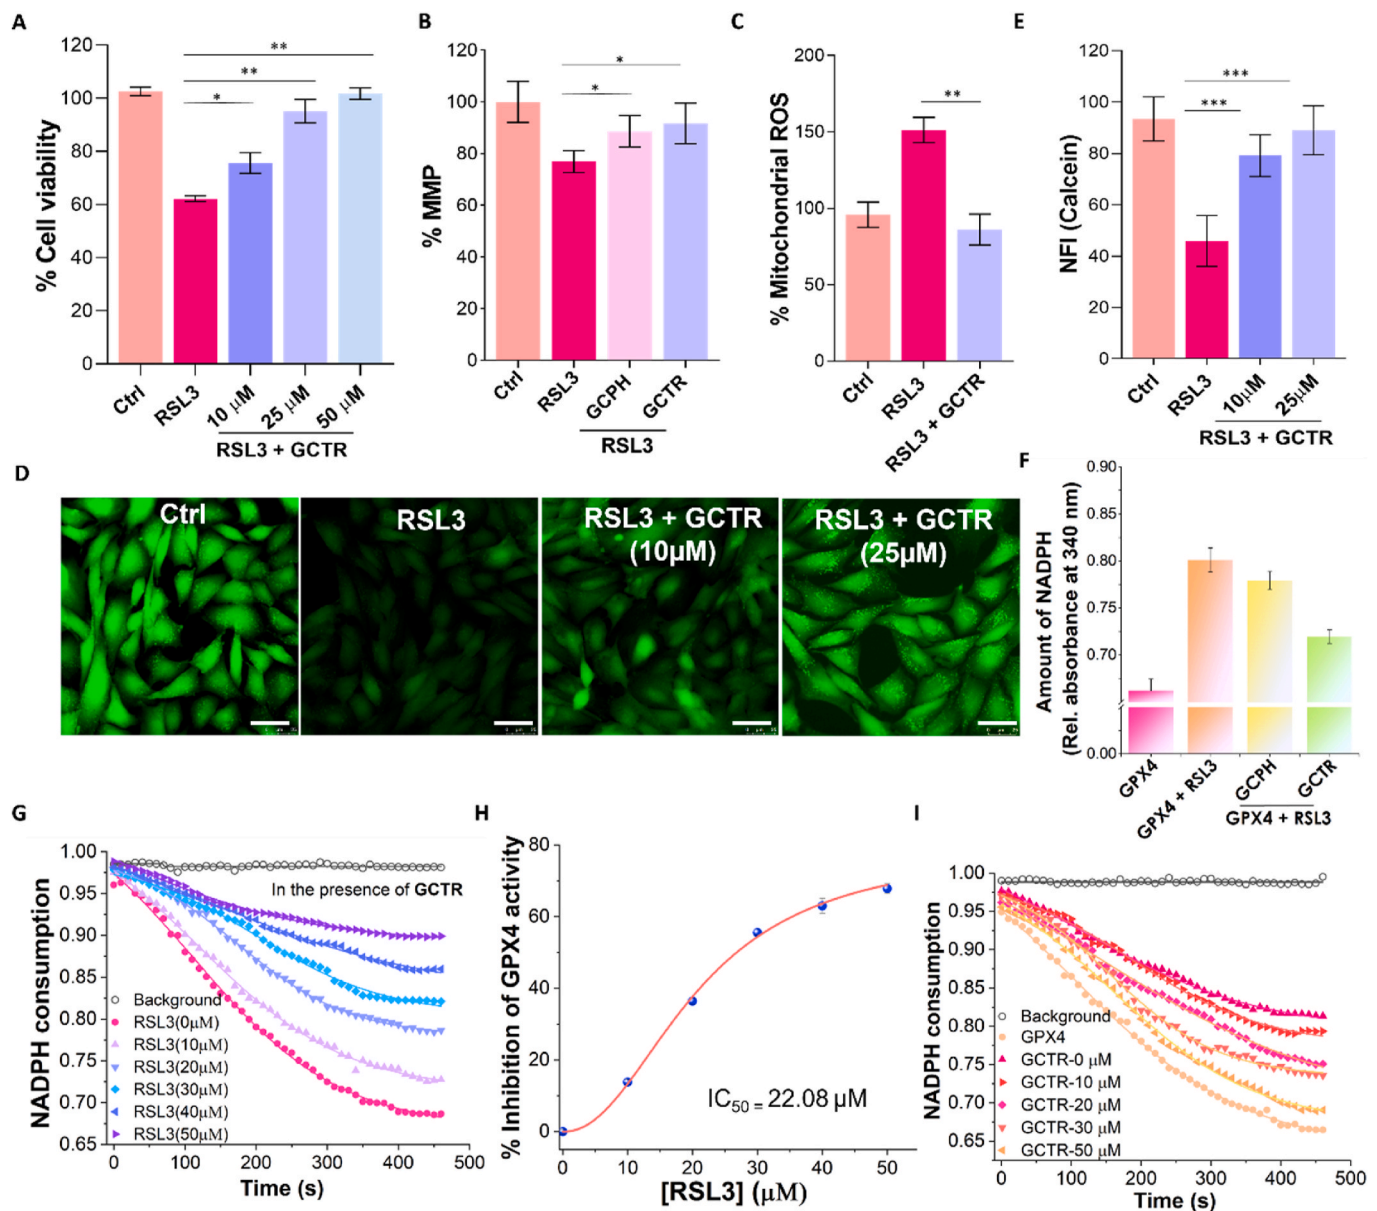 A
% Cell viability
120
100
80
60
40
20
0
**
**
*
Ctrl
RSL3
10 μM
25 μM
50 μM
RSL3 + GCTR
B
% MMP
120
100
80
60
40
20
0
*
*
Ctrl
RSL3
GCPH
GCTR
RSL3
C
% Mitochondrial ROS
200
150
100
50
0
**
Ctrl
RSL3
RSL3 + GCTR
E
NFI (Calcein)
120
100
80
60
40
20
0
***
***
Ctrl
RSL3
10μM
25μM
RSL3 + GCTR
D
Ctrl
RSL3
RSL3 + GCTR
(10μM)
RSL3 + GCTR
(25μM)
F
Amount of NADPH
(Rel. absorbance at 340 nm)
0.90
0.80
0.75
0.70
0.00
GPX4
GPX4 + RSL3
GCPH
GCTR
GPX4 + RSL3
G
NADPH consumption
1.00
0.95
0.90
0.85
0.80
0.75
0.70
0.65
In the presence of GCTR
Background
RSL3(0μM)
RSL3(10μM)
RSL3(20μM)
RSL3(30μM)
RSL3(40μM)
RSL3(50μM)
0 100 200 300 400 500
Time (s)
H
% Inhibition of GPX4 activity
80
60
40
20
0
IC50 = 22.08 μM
0 10 20 30 40 50
[RSL3] (μM)
I
NADPH consumption
1.00
0.95
0.90
0.85
0.80
0.75
0.70
0.65
Background
GPX4
GCTR-0 μM
GCTR-10 μM
GCTR-20 μM
GCTR-30 μM
GCTR-50 μM
0 100 200 300 400 500
Time (s)